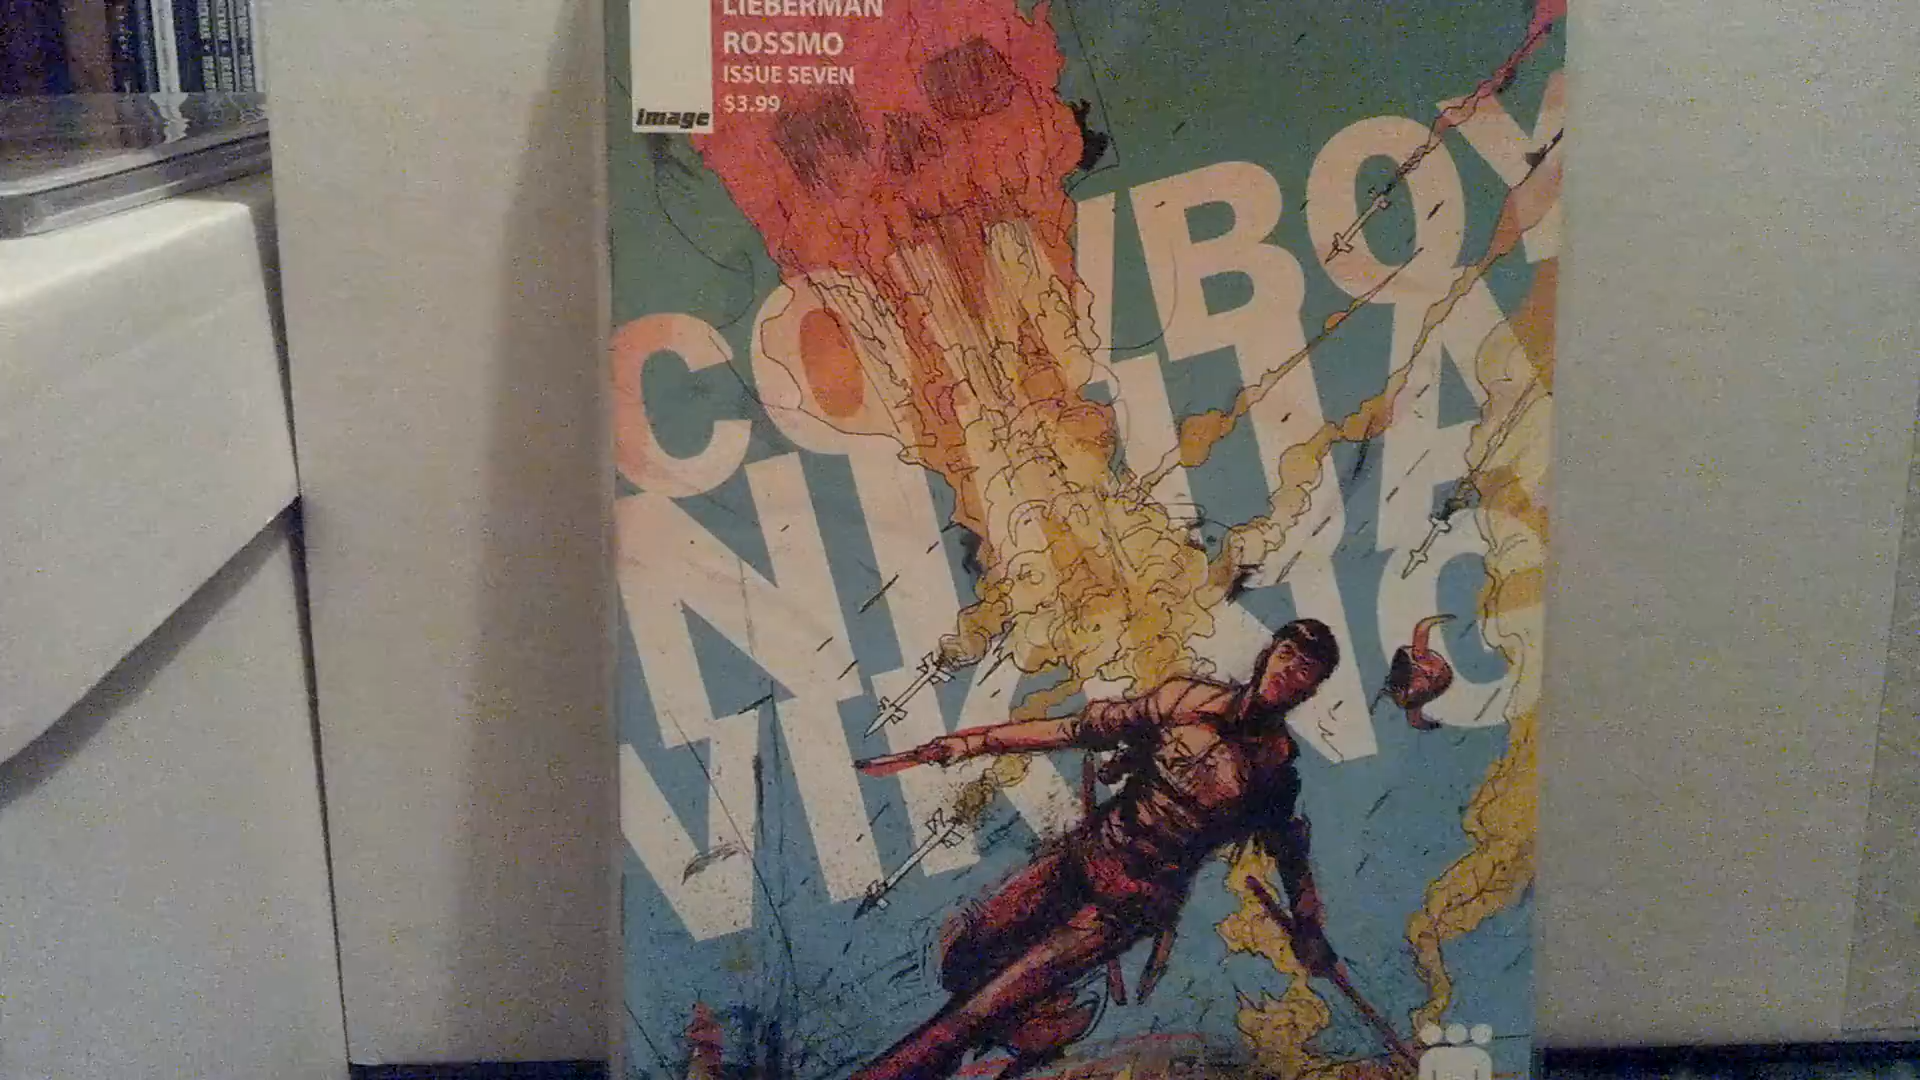 LIEBERMAN
ROSSMO
ISSUE SEVEN
$3.99
image
COWBOY
NINJA
VIKING